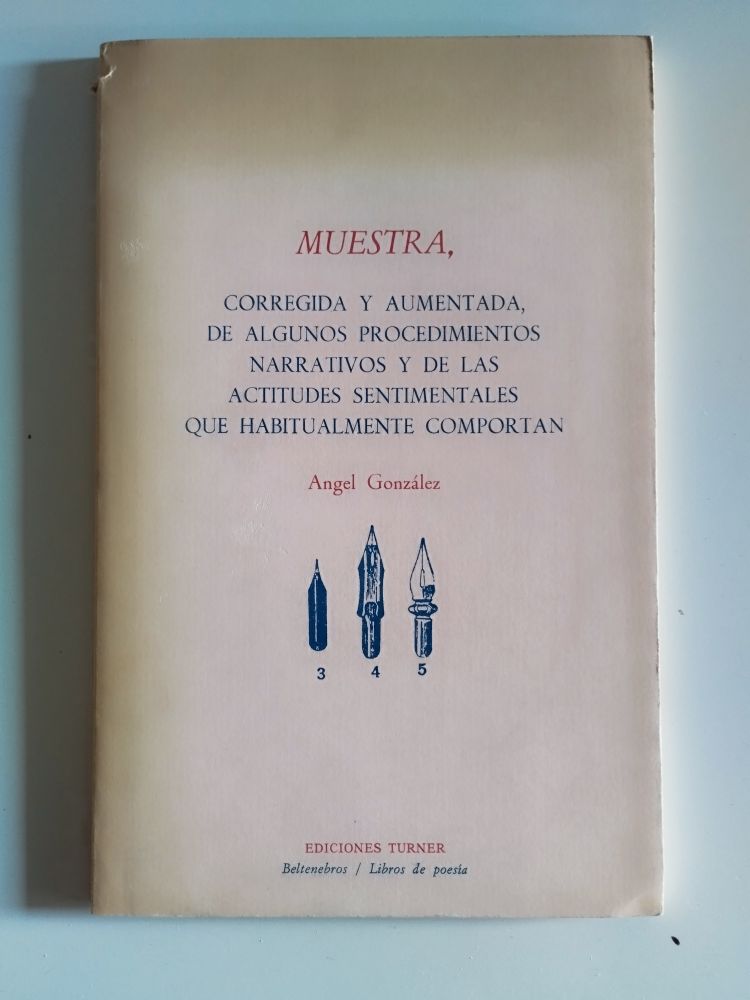 MUESTRA,
CORREGIDA Y AUMENTADA,
DE ALGUNOS PROCEDIMIENTOS
NARRATIVOS Y DE LAS
ACTITUDES SENTIMENTALES
QUE HABITUALMENTE COMPORTAN
Angel González
3 4 5
EDICIONES TURNER
Beltenebros / Libros de poesía